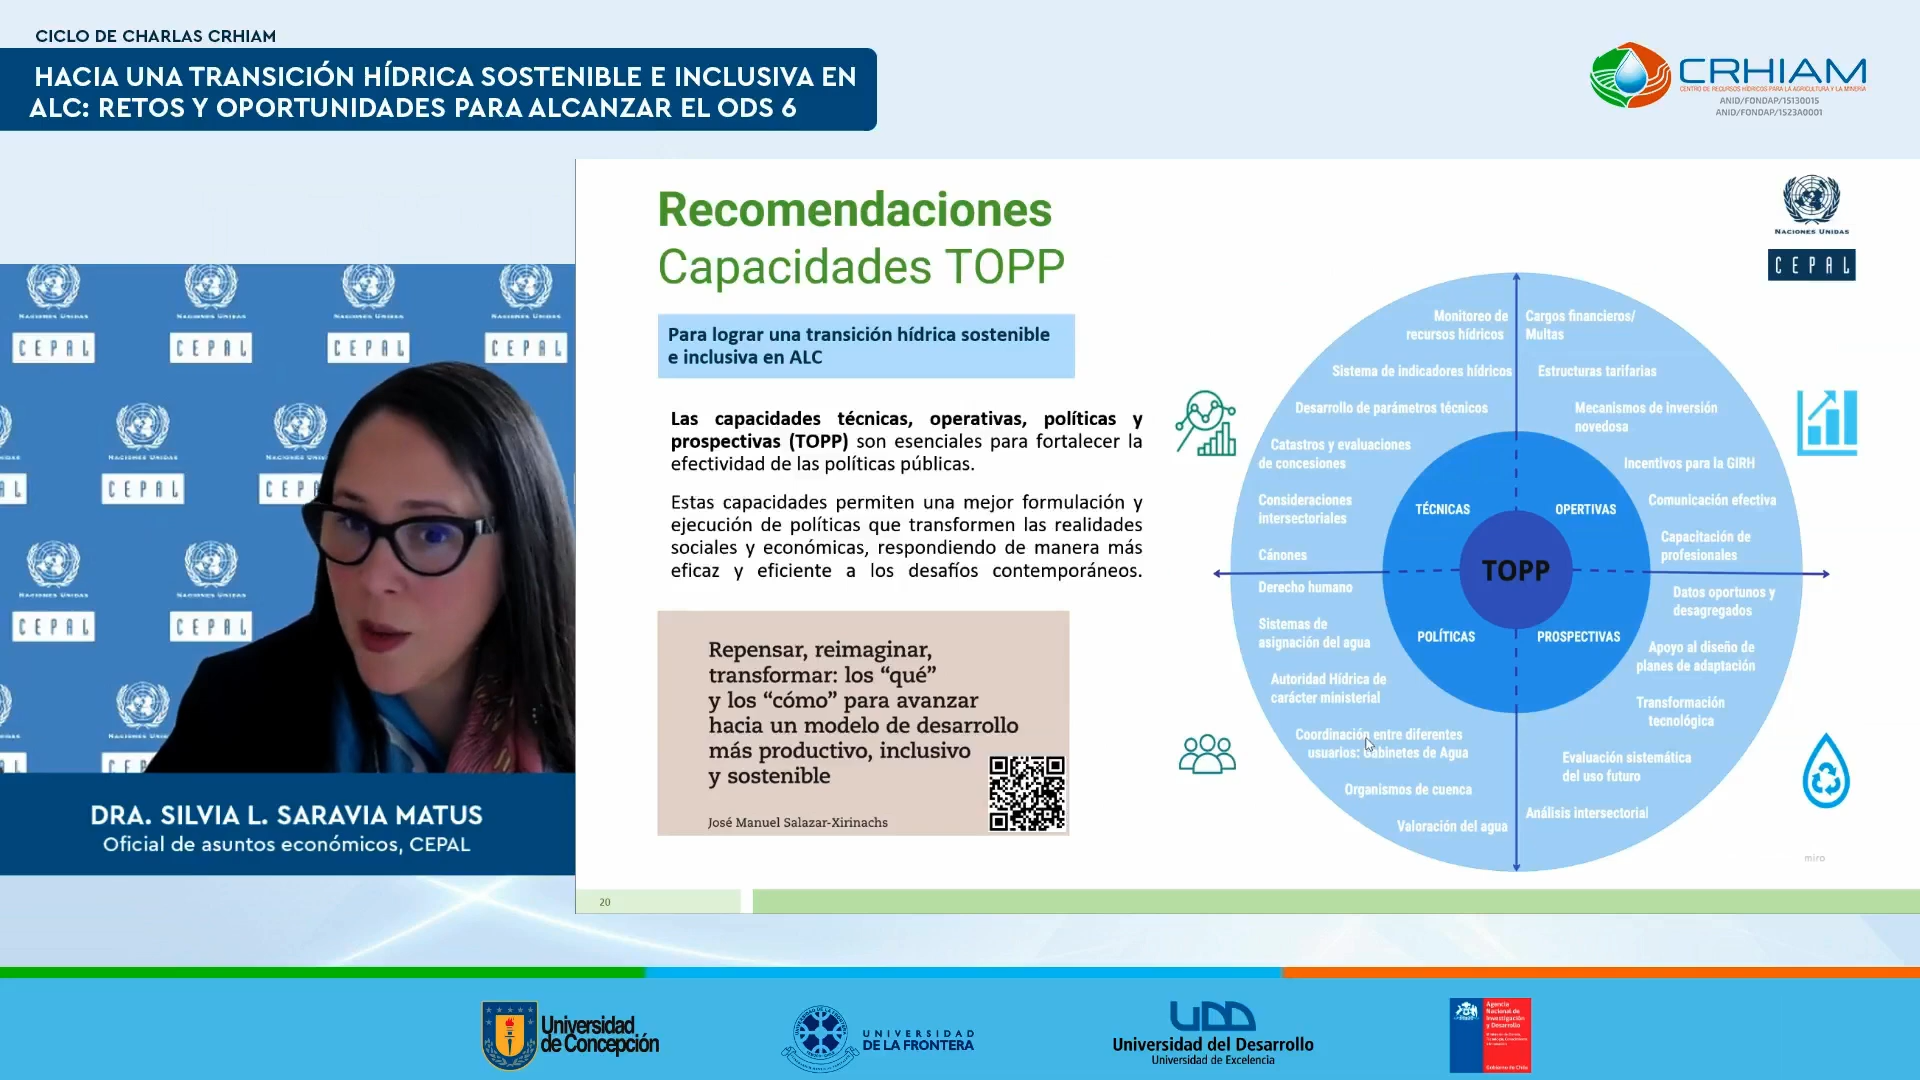 CICLO DE CHARLAS CRHIAM
HACIA UNA TRANSICIÓN HÍDRICA SOSTENIBLE E INCLUSIVA EN
ALC: RETOS Y OPORTUNIDADES PARA ALCANZAR EL ODS 6
CRHIAM
CENTRO DE RECURSOS HÍDRICOS PARA LA AGRICULTURA Y LA MINERÍA
ANID/FONDAP/15130015
ANID/FONDAP/1523A0001
NACIONES UNIDAS
CEPAL
DRA. SILVIA L. SARAVIA MATUS
Oficial de asuntos económicos, CEPAL
Recomendaciones
Capacidades TOPP
Para lograr una transición hídrica sostenible
e inclusiva en ALC
Las capacidades técnicas, operativas, políticas y
prospectivas (TOPP) son esenciales para fortalecer la
efectividad de las políticas públicas.
Estas capacidades permiten una mejor formulación y
ejecución de políticas que transformen las realidades
sociales y económicas, respondiendo de manera más
eficaz y eficiente a los desafíos contemporáneos.
Repensar, reimaginar,
transformar: los “qué”
y los “cómo” para avanzar
hacia un modelo de desarrollo
más productivo, inclusivo
y sostenible
José Manuel Salazar-Xirinachs
20
NACIONES UNIDAS
CEPAL
Monitoreo de
recursos hídricos
Sistema de indicadores hídricos
Desarrollo de parámetros técnicos
Catastros y evaluaciones
de concesiones
Consideraciones
intersectoriales
Cánones
Cargos financieros/
Multas
Estructuras tarifarias
Mecanismos de inversión
novedosa
Incentivos para la GIRH
Comunicación efectiva
Capacitación de
profesionales
TÉCNICAS
OPERTIVAS
TOPP
POLÍTICAS
PROSPECTIVAS
Derecho humano
Sistemas de
asignación del agua
Autoridad Hídrica de
carácter ministerial
Coordinación entre diferentes
usuarios: Gabinetes de Agua
Organismos de cuenca
Valoración del agua
Datos oportunos y
desagregados
Apoyo al diseño de
planes de adaptación
Transformación
tecnológica
Evaluación sistemática
del uso futuro
Análisis intersectorial
miro
Universidad
de Concepción
UNIVERSIDAD
DE LA FRONTERA
UDD
Universidad del Desarrollo
Universidad de Excelencia
Agencia
Nacional de
Investigación
y Desarrollo
Gobierno de Chile